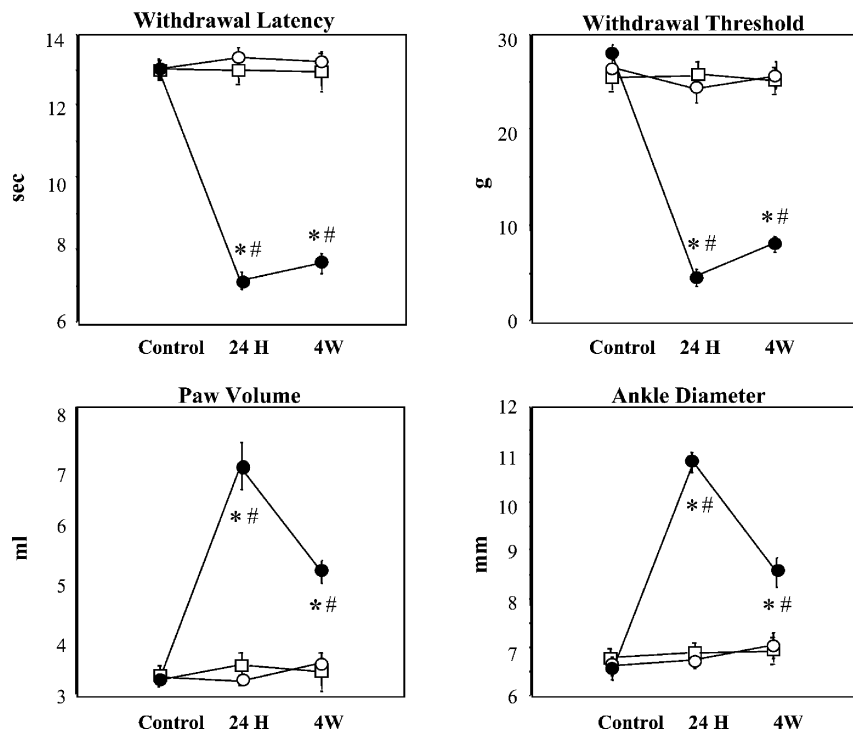 Withdrawal Latency
14
12
10
8
6
sec
*#
*#
Control 24 H 4W
Withdrawal Threshold
30
20
10
0
g
*#
*#
Control 24 H 4W
Paw Volume
8
7
6
5
4
3
ml
*#
*#
Control 24 H 4W
Ankle Diameter
12
11
10
9
8
7
6
mm
*#
*#
Control 24 H 4W